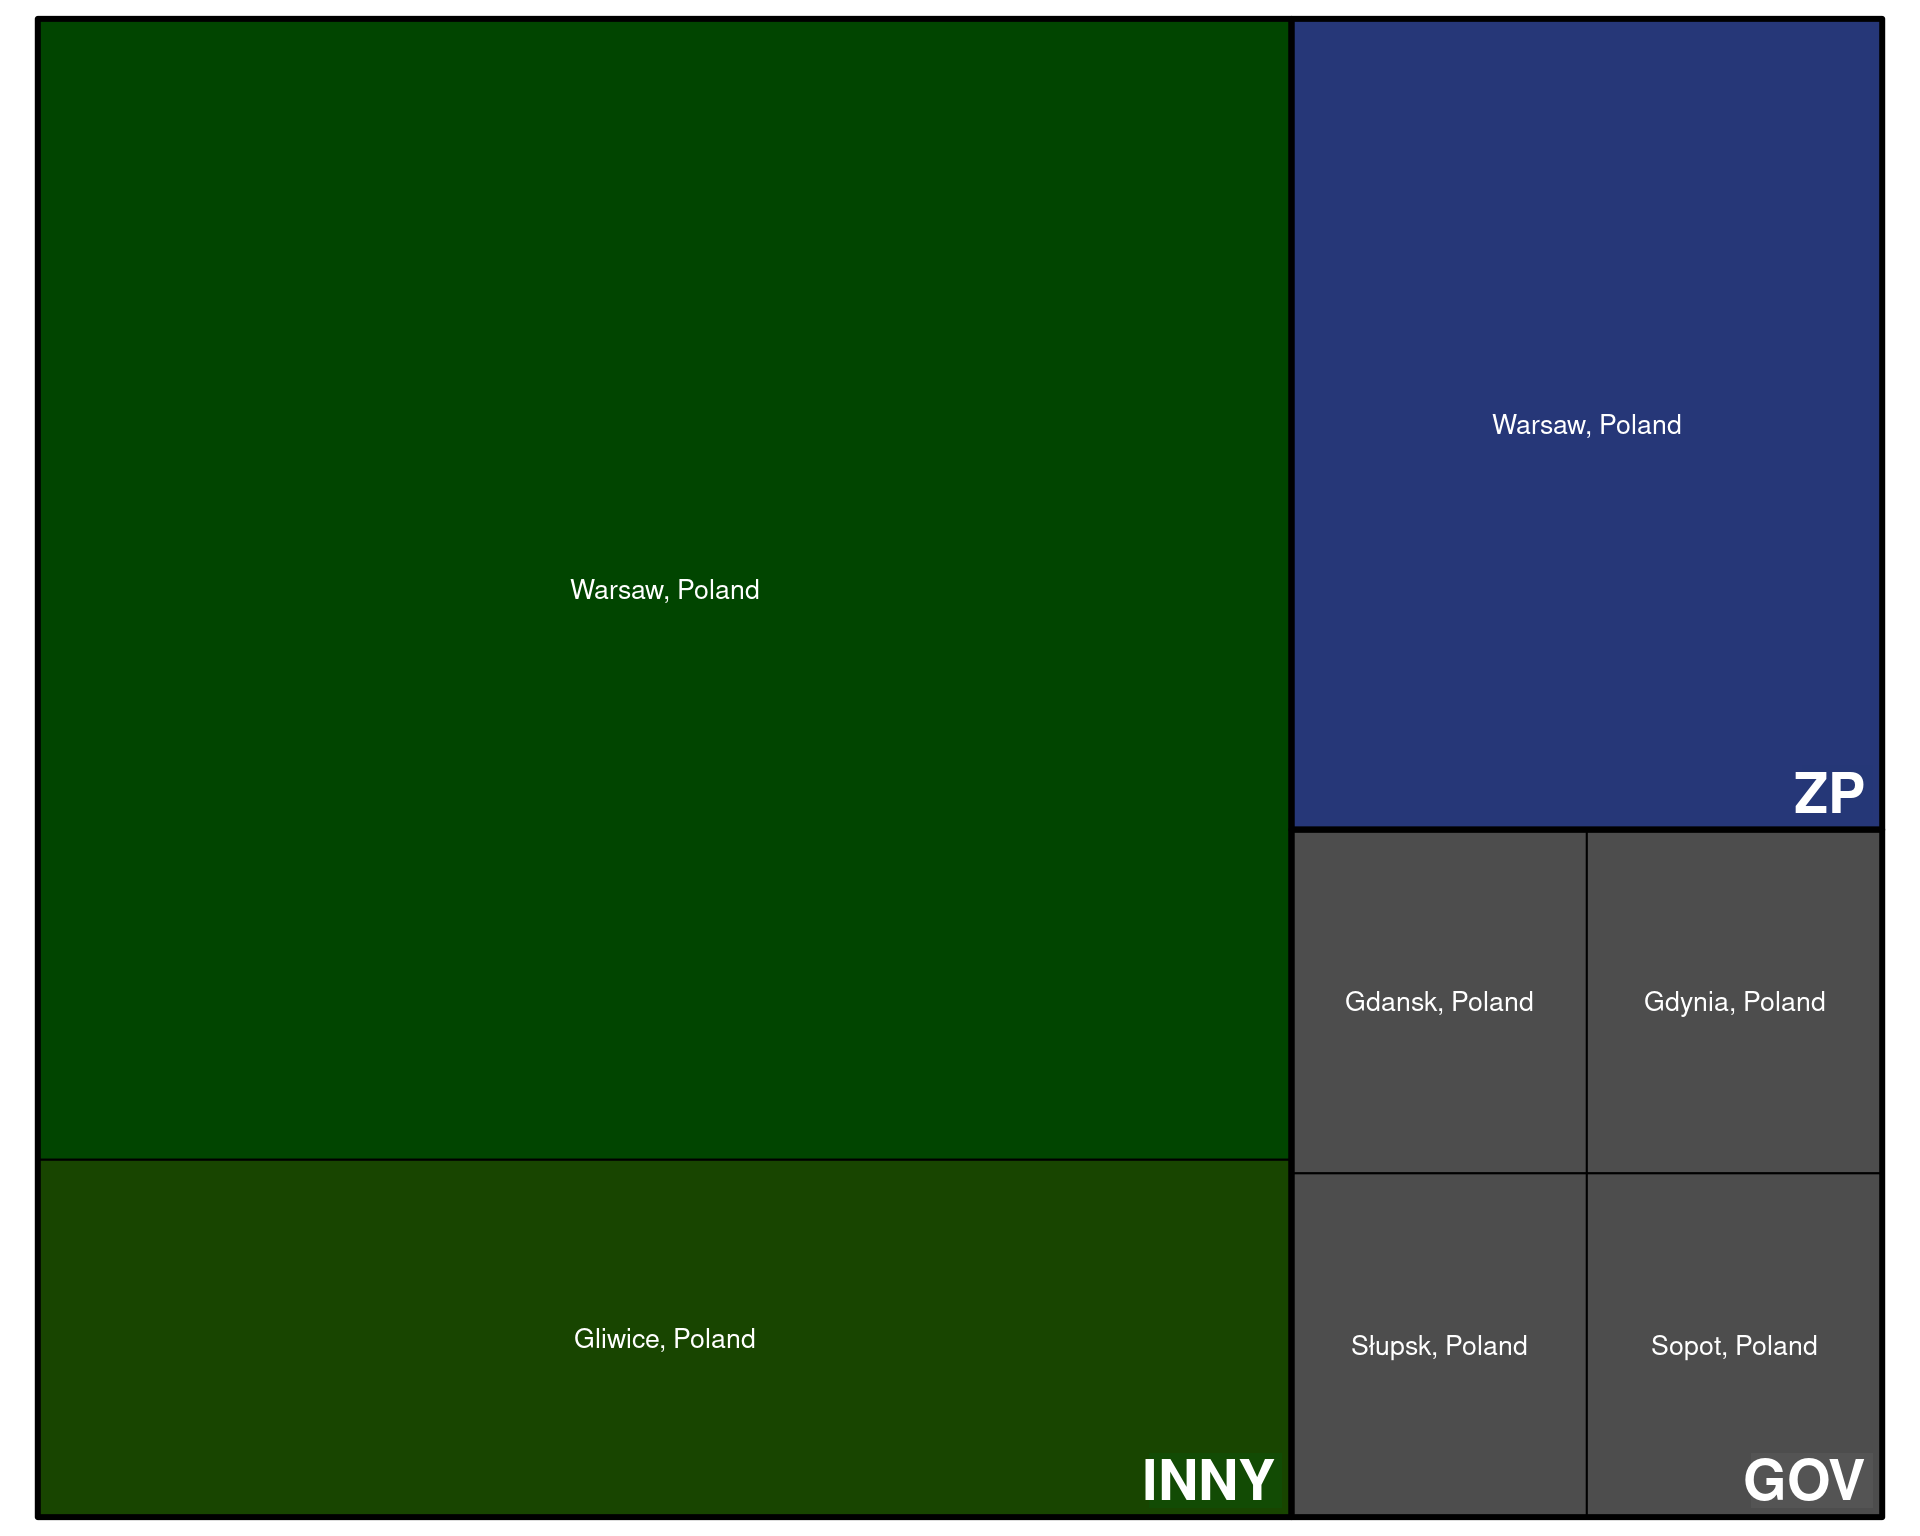 Warsaw, Poland
Gliwice, Poland
INNY
Warsaw, Poland
ZP
Gdansk, Poland
Gdynia, Poland
Słupsk, Poland
Sopot, Poland
GOV